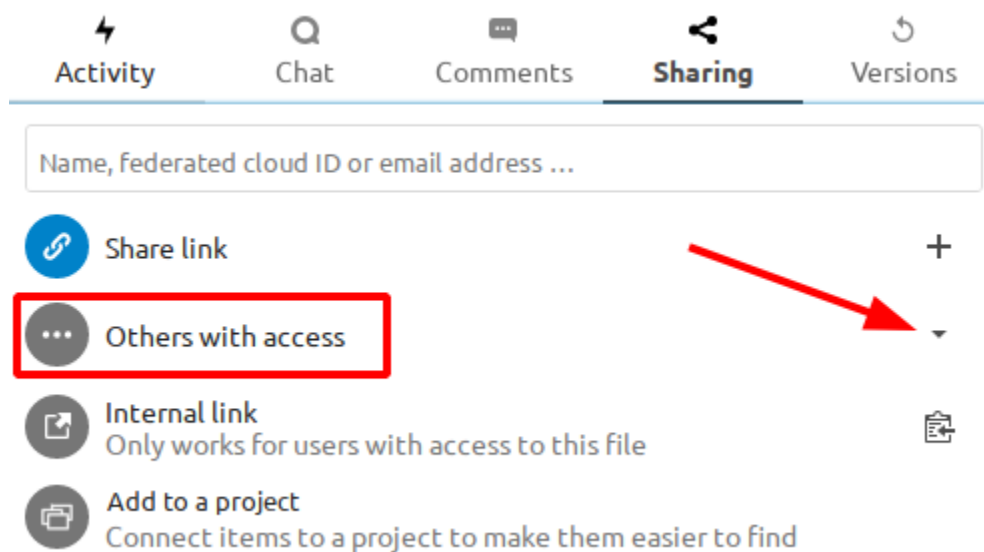 Activity Chat Comments Sharing Versions
Name, federated cloud ID or email address ...
Share link
Others with access
Internal link
Only works for users with access to this file
Add to a project
Connect items to a project to make them easier to find